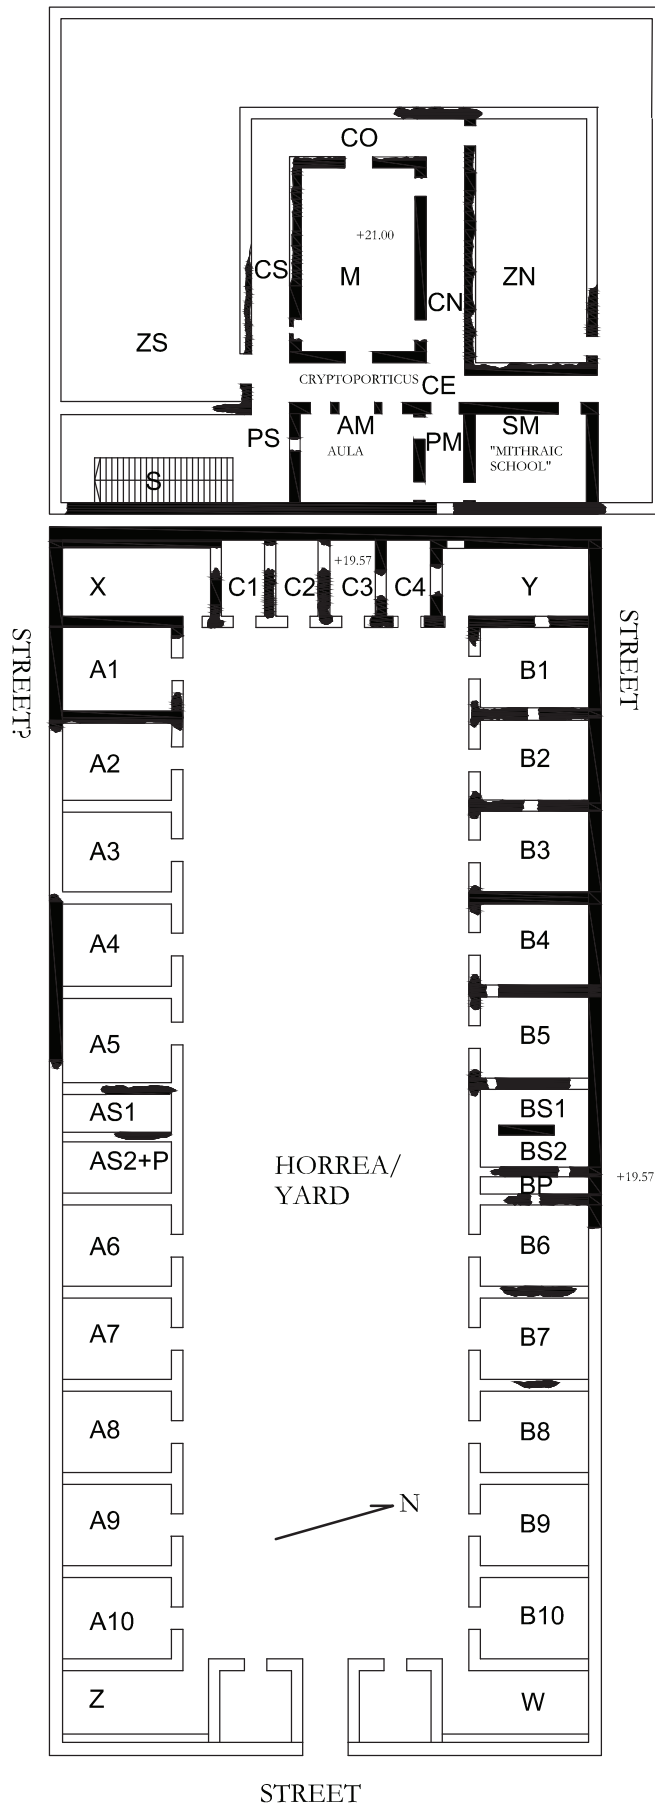 CO
+21.00
CS
M
ZN
CN
ZS
CRYPTOPORTICUS
CE
AM
SM
PS
PM
AULA
"MITHRAIC
SCHOOL"
S
+19.57
X
C1
C2
C3
C4
Y
STREET?
STREET
A1
B1
A2
B2
A3
B3
A4
B4
A5
B5
AS1
BS1
AS2+P
BS2
HORREA/
YARD
BP
+19.57
A6
B6
A7
B7
A8
B8
N
A9
B9
A10
B10
Z
W
STREET